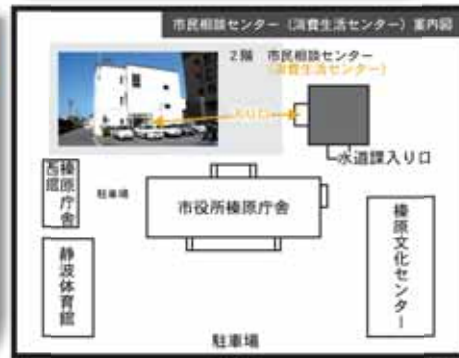 市民相談センター（消費生活センター）案内図
2階 市民相談センター
（消費生活センター）
入り口
水道課入り口
榛原庁舎
西館
駐車場
市役所榛原庁舎
静波体育館
榛原文化センター
駐車場